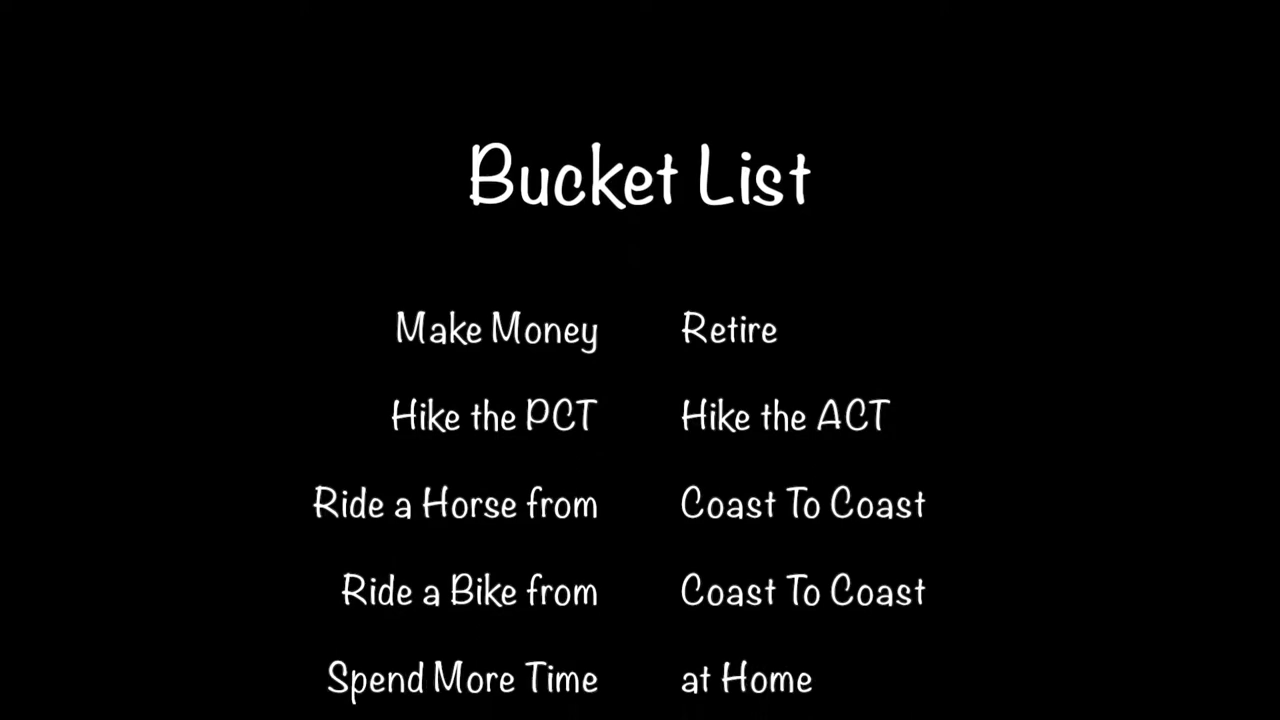 Bucket List
Make Money Retire
Hike the PCT Hike the ACT
Ride a Horse from Coast To Coast
Ride a Bike from Coast To Coast
Spend More Time at Home